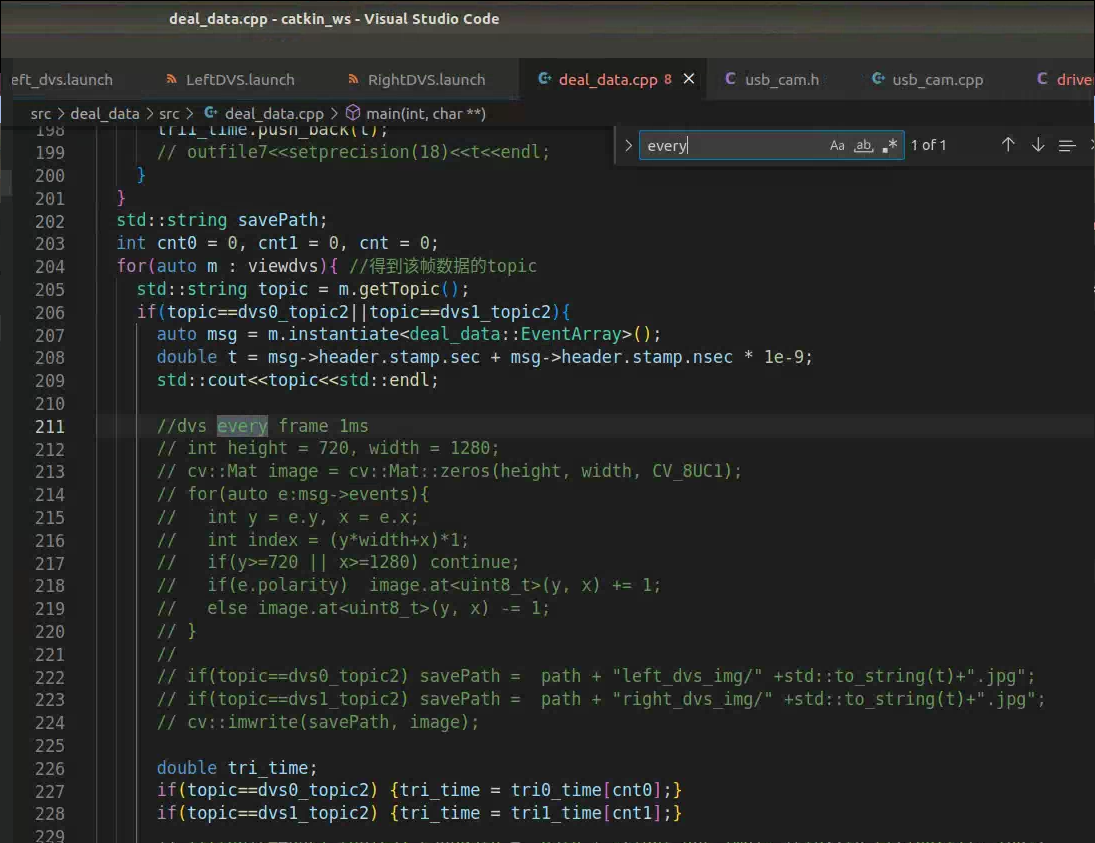 deal_data.cpp - catkin_ws - Visual Studio Code
eft_dvs.launch LeftDVS.launch RightDVS.launch deal_data.cpp 8 usb_cam.h usb_cam.cpp drive
src > deal_data > src > deal_data.cpp > main(int, char **)
every Aa ab .* 1 of 1
198 tri1_time.push_back(t);
199 // outfile7<<setprecision(18)<<t<<endl;
200 }
201 }
202 std::string savePath;
203 int cnt0 = 0, cnt1 = 0, cnt = 0;
204 for(auto m : viewdvs){ //得到该帧数据的topic
205 std::string topic = m.getTopic();
206 if(topic==dvs0_topic2||topic==dvs1_topic2){
207 auto msg = m.instantiate<deal_data::EventArray>();
208 double t = msg->header.stamp.sec + msg->header.stamp.nsec * 1e-9;
209 std::cout<<topic<<std::endl;
210
211 //dvs every frame 1ms
212 // int height = 720, width = 1280;
213 // cv::Mat image = cv::Mat::zeros(height, width, CV_8UC1);
214 // for(auto e:msg->events){
215 // int y = e.y, x = e.x;
216 // int index = (y*width+x)*1;
217 // if(y>=720 || x>=1280) continue;
218 // if(e.polarity) image.at<uint8_t>(y, x) += 1;
219 // else image.at<uint8_t>(y, x) -= 1;
220 // }
221 //
222 // if(topic==dvs0_topic2) savePath = path + "left_dvs_img/" +std::to_string(t)+".jpg";
223 // if(topic==dvs1_topic2) savePath = path + "right_dvs_img/" +std::to_string(t)+".jpg";
224 // cv::imwrite(savePath, image);
225
226 double tri_time;
227 if(topic==dvs0_topic2) {tri_time = tri0_time[cnt0];}
228 if(topic==dvs1_topic2) {tri_time = tri1_time[cnt1];}
229